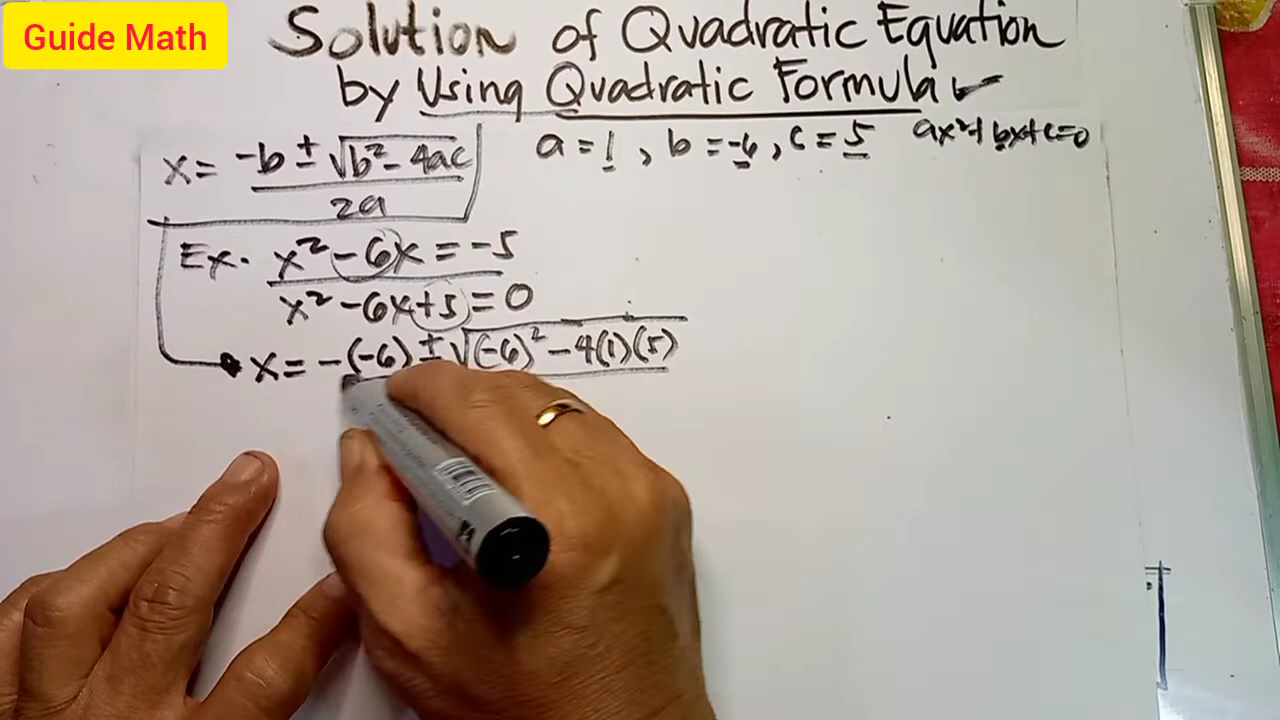 Guide Math
Solution of Quadratic Equation
by Using Quadratic Formula ✓
x = -b ± √b² - 4ac
2a
a = 1, b = -6, c = 5
ax² + bx + c = 0
Ex. x² - 6x = -5
x² - 6x + 5 = 0
x = -(-6) ± √(-6)² - 4(1)(5)